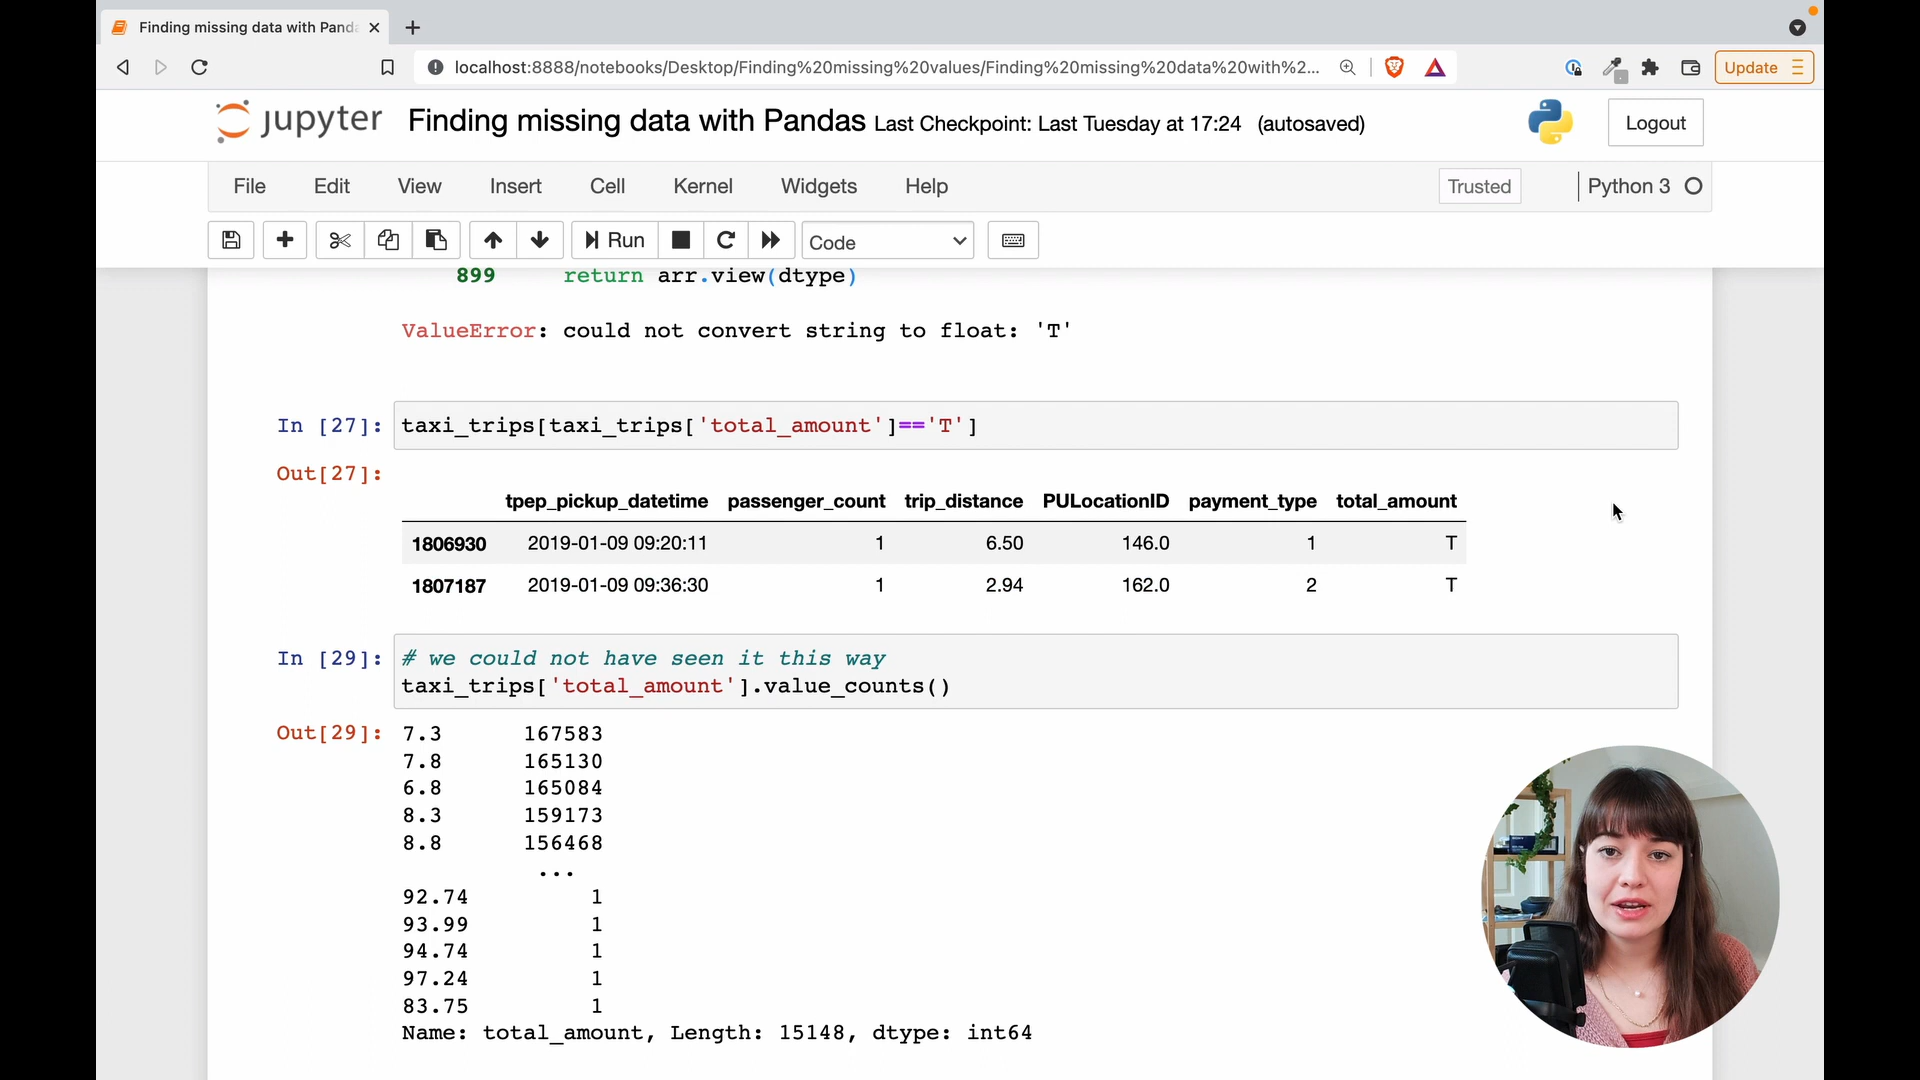 Finding missing data with Panda
localhost:8888/notebooks/Desktop/Finding%20missing%20values/Finding%20missing%20data%20with%2...
Update
jupyter Finding missing data with Pandas Last Checkpoint: Last Tuesday at 17:24 (autosaved)
Logout
File Edit View Insert Cell Kernel Widgets Help
Trusted
Python 3
Run
Code
899 return arr.view(dtype)
ValueError: could not convert string to float: 'T'
In [27]: taxi_trips[taxi_trips['total_amount']=='T']
Out[27]:
tpep_pickup_datetime passenger_count trip_distance PULocationID payment_type total_amount
1806930 2019-01-09 09:20:11 1 6.50 146.0 1 T
1807187 2019-01-09 09:36:30 1 2.94 162.0 2 T
In [29]: # we could not have seen it this way
taxi_trips['total_amount'].value_counts()
Out[29]: 7.3 167583
7.8 165130
6.8 165084
8.3 159173
8.8 156468
...
92.74 1
93.99 1
94.74 1
97.24 1
83.75 1
Name: total_amount, Length: 15148, dtype: int64